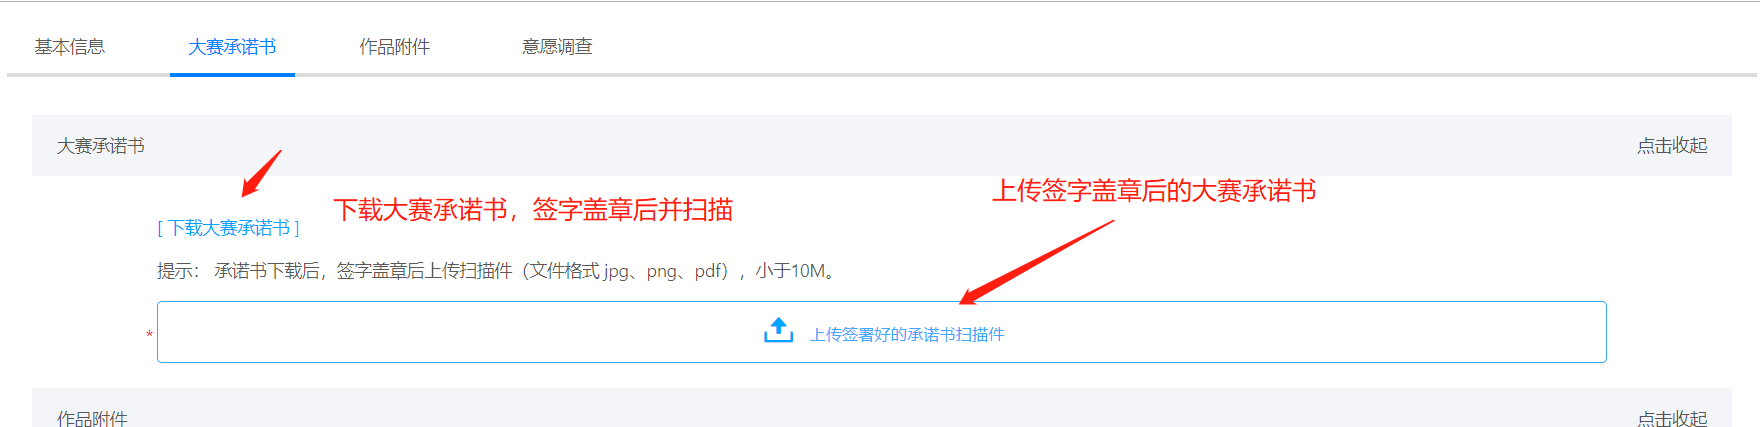 基本信息 大赛承诺书 作品附件 意愿调查
大赛承诺书 点击收起
上传签字盖章后的大赛承诺书
下载大赛承诺书，签字盖章后并扫描
[ 下载大赛承诺书 ]
提示： 承诺书下载后，签字盖章后上传扫描件（文件格式 jpg、png、pdf），小于10M。
* 上传签署好的承诺书扫描件
作品附件 点击收起